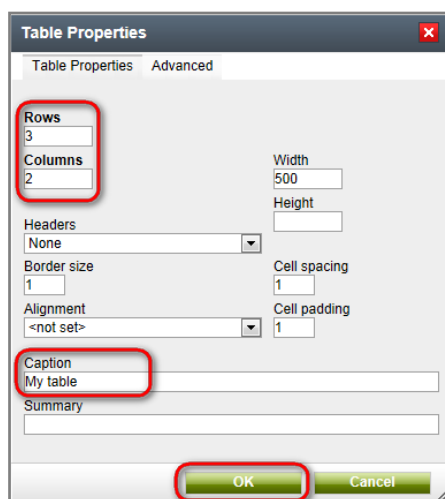 Table Properties
Table Properties Advanced
Rows
3
Columns
2
Width
500
Height
Headers
None
Border size
1
Cell spacing
1
Alignment
<not set>
Cell padding
1
Caption
My table
Summary
OK Cancel